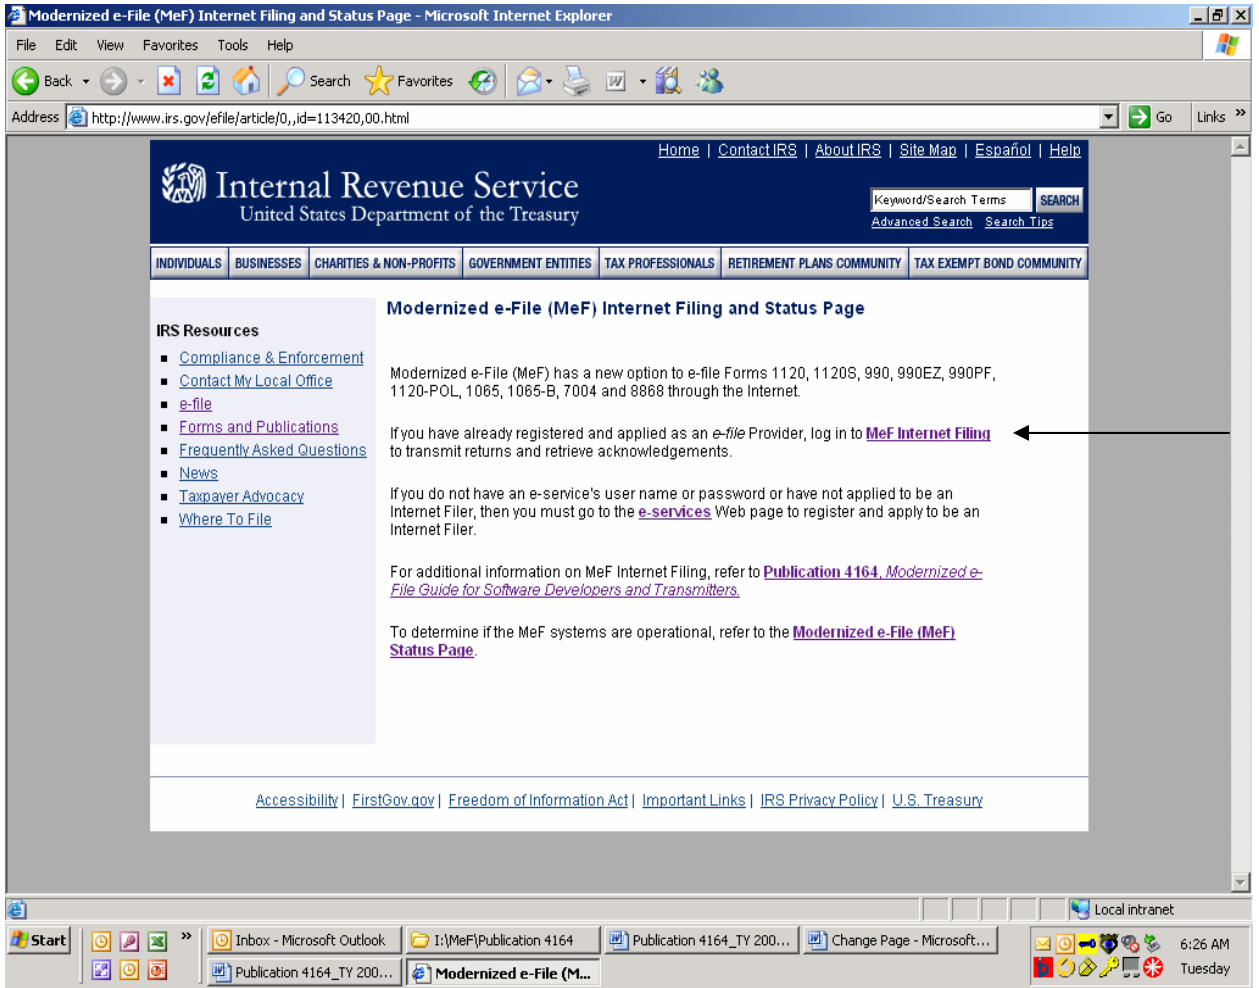 Modernized e-File (MeF) Internet Filing and Status Page - Microsoft Internet Explorer
File Edit View Favorites Tools Help
Back Search Favorites
Address http://www.irs.gov/efile/article/0,,id=113420,00.html Go Links »
Home | Contact IRS | About IRS | Site Map | Español | Help
Internal Revenue Service
United States Department of the Treasury
Keyword/Search Terms SEARCH
Advanced Search Search Tips
INDIVIDUALS BUSINESSES CHARITIES & NON-PROFITS GOVERNMENT ENTITIES TAX PROFESSIONALS RETIREMENT PLANS COMMUNITY TAX EXEMPT BOND COMMUNITY
IRS Resources
Compliance & Enforcement
Contact My Local Office
e-file
Forms and Publications
Frequently Asked Questions
News
Taxpayer Advocacy
Where To File
Modernized e-File (MeF) Internet Filing and Status Page
Modernized e-File (MeF) has a new option to e-file Forms 1120, 1120S, 990, 990EZ, 990PF,
1120-POL, 1065, 1065-B, 7004 and 8868 through the Internet.
If you have already registered and applied as an e-file Provider, log in to MeF Internet Filing
to transmit returns and retrieve acknowledgements.
If you do not have an e-service's user name or password or have not applied to be an
Internet Filer, then you must go to the e-services Web page to register and apply to be an
Internet Filer.
For additional information on MeF Internet Filing, refer to Publication 4164, Modernized e-
File Guide for Software Developers and Transmitters.
To determine if the MeF systems are operational, refer to the Modernized e-File (MeF)
Status Page.
Accessibility | FirstGov.gov | Freedom of Information Act | Important Links | IRS Privacy Policy | U.S. Treasury
Local intranet
Start » Inbox - Microsoft Outlook I:\MeF\Publication 4164 Publication 4164_TY 200... Change Page - Microsoft... 6:26 AM
Publication 4164_TY 200... Modernized e-File (M... Tuesday